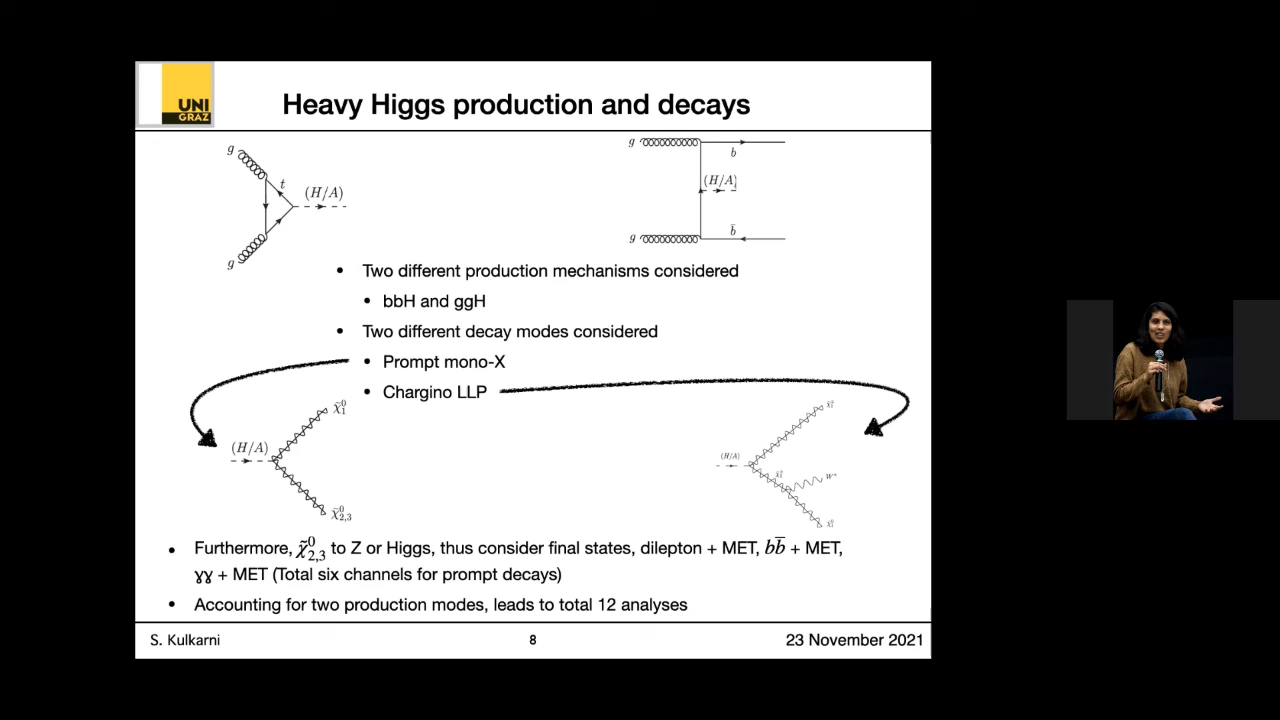 UNI
GRAZ
Heavy Higgs production and decays
g
t
(H/A)
g
g
b
(H/A)
g
b̄
• Two different production mechanisms considered
• bbH and ggH
• Two different decay modes considered
• Prompt mono-X
• Chargino LLP
(H/A)
χ̃⁰₁
χ̃⁰₂,₃
(H/A)
χ̃⁰₁
W
• Furthermore, χ̃⁰₂,₃ to Z or Higgs, thus consider final states, dilepton + MET, bb̄ + MET,
γγ + MET (Total six channels for prompt decays)
• Accounting for two production modes, leads to total 12 analyses
S. Kulkarni
8
23 November 2021